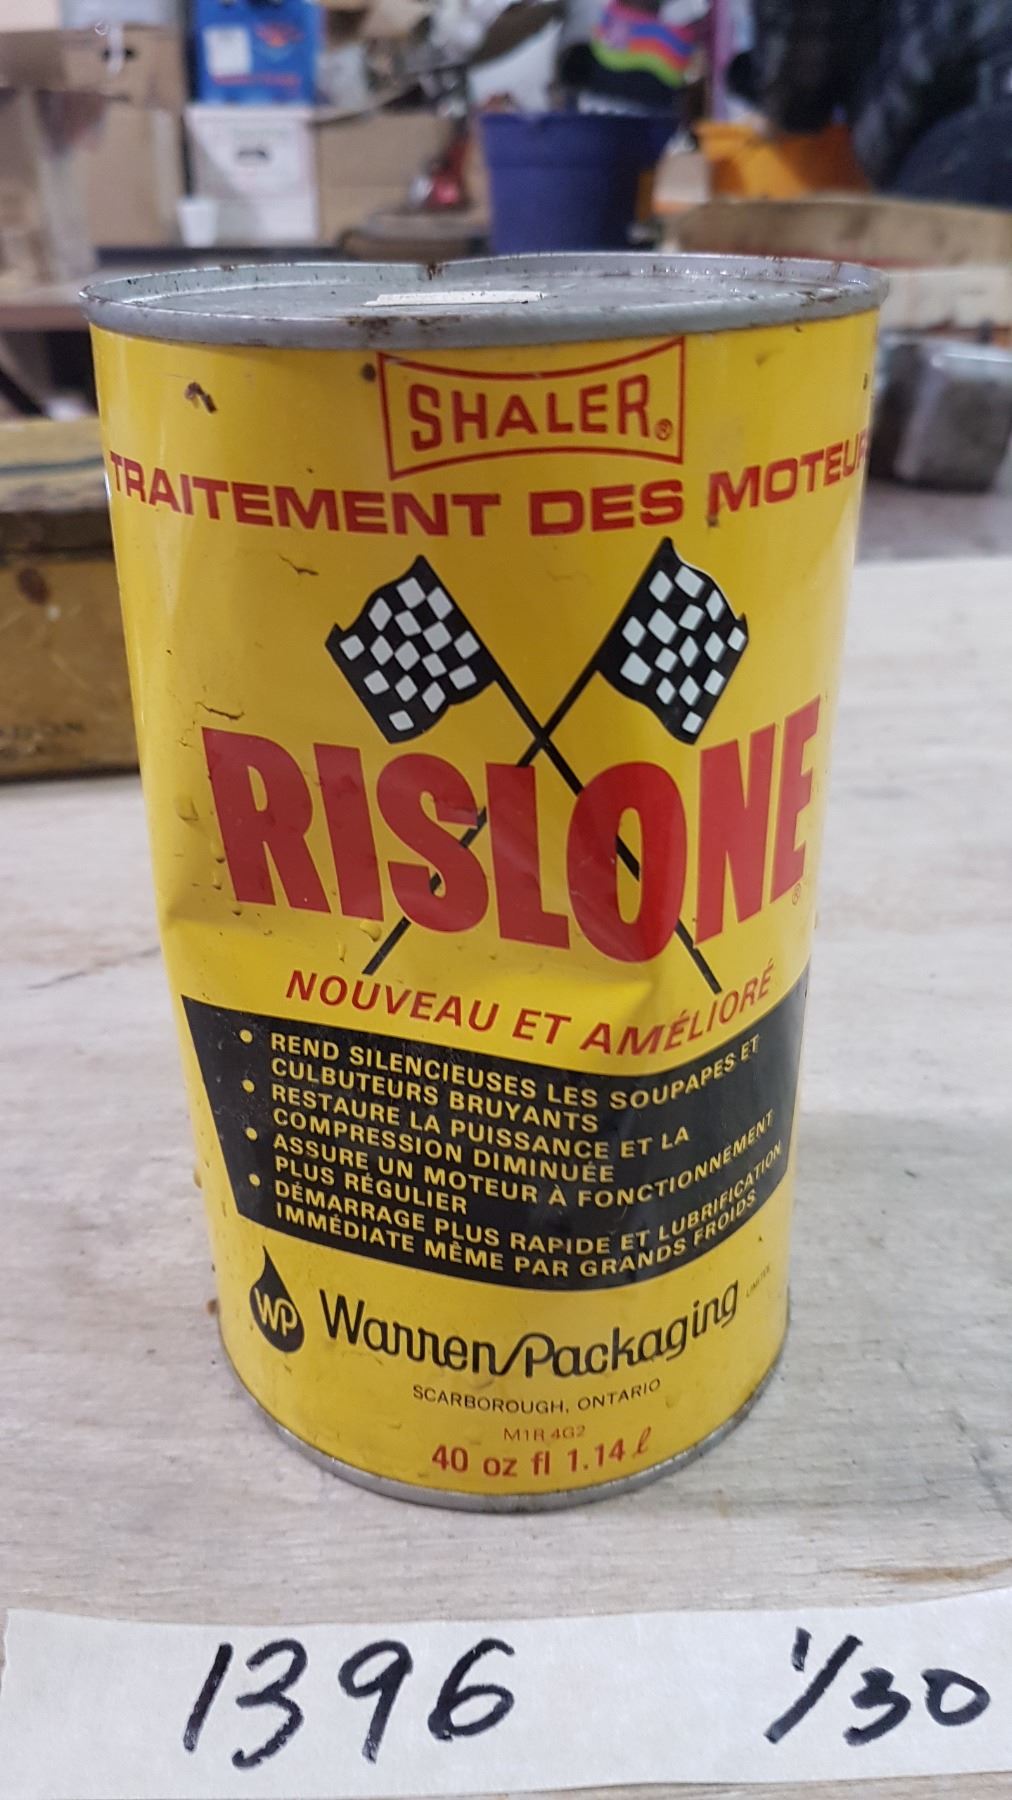 SHALER®
TRAITEMENT DES MOTEUR
RISLONE®
NOUVEAU ET AMÉLIORÉ
• REND SILENCIEUSES LES SOUPAPES ET
CULBUTEURS BRUYANTS
• RESTAURE LA PUISSANCE ET LA
COMPRESSION DIMINUÉE
• ASSURE UN MOTEUR À FONCTIONNEMENT
PLUS RÉGULIER
• DÉMARRAGE PLUS RAPIDE ET LUBRIFICATION
IMMÉDIATE MÊME PAR GRANDS FROIDS
WP Warren Packaging LIMITED
SCARBOROUGH, ONTARIO
M1R 4G2
40 oz fl 1.14 ℓ
1396 1/30